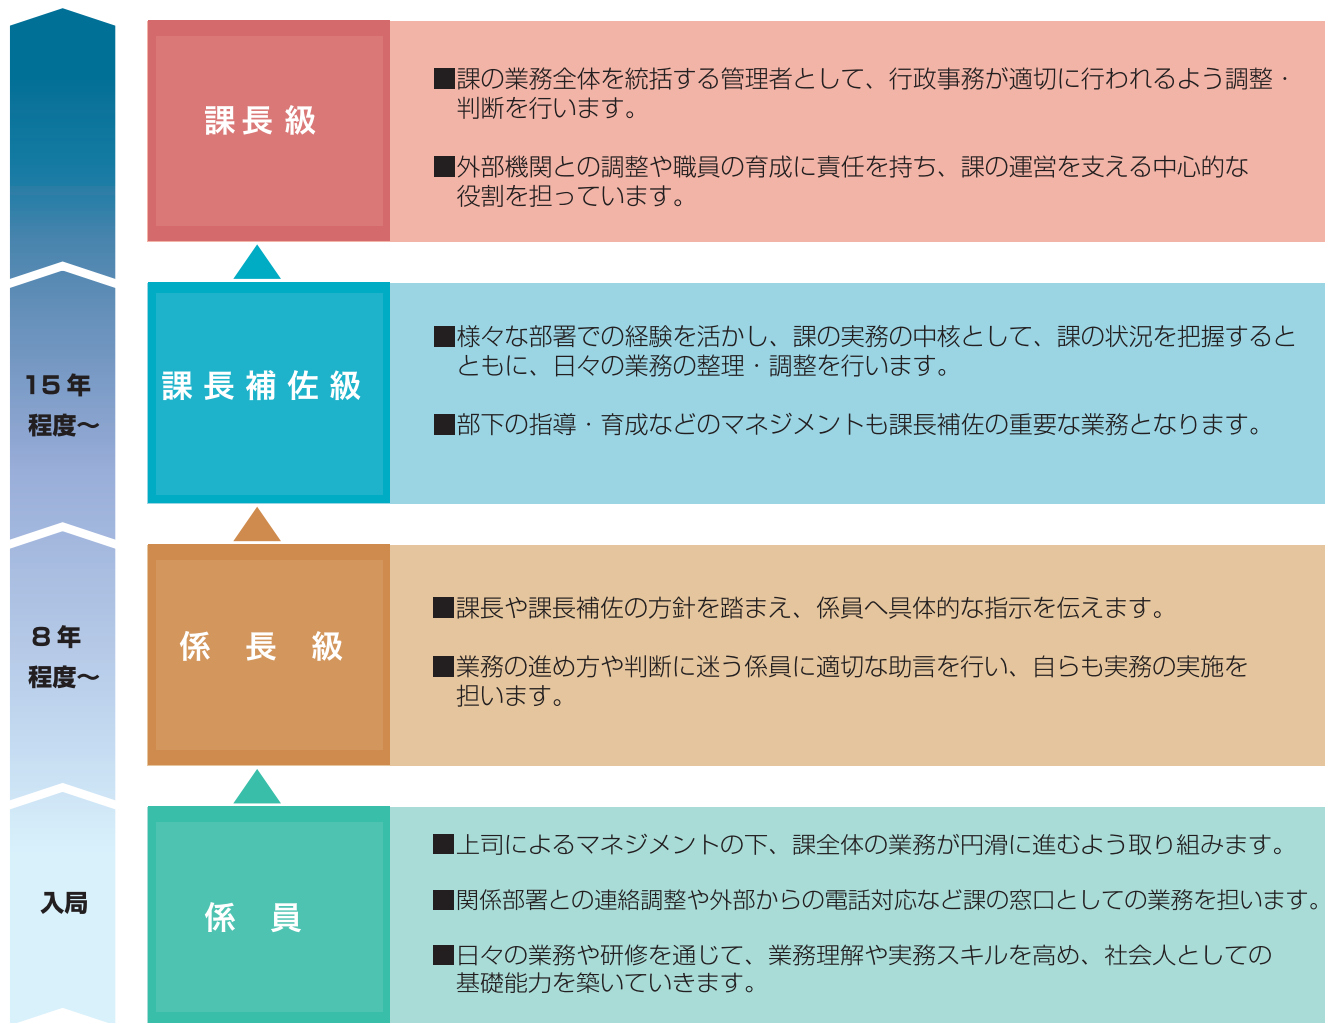 課長級
■課の業務全体を統括する管理者として、行政事務が適切に行われるよう調整・
判断を行います。
■外部機関との調整や職員の育成に責任を持ち、課の運営を支える中心的な
役割を担っています。
15年
程度～
課長補佐級
■様々な部署での経験を活かし、課の実務の中核として、課の状況を把握すると
ともに、日々の業務の整理・調整を行います。
■部下の指導・育成などのマネジメントも課長補佐の重要な業務となります。
8年
程度～
係長級
■課長や課長補佐の方針を踏まえ、係員へ具体的な指示を伝えます。
■業務の進め方や判断に迷う係員に適切な助言を行い、自らも実務の実施を
担います。
入局
係員
■上司によるマネジメントの下、課全体の業務が円滑に進むよう取り組みます。
■関係部署との連絡調整や外部からの電話対応など課の窓口としての業務を担います。
■日々の業務や研修を通じて、業務理解や実務スキルを高め、社会人としての
基礎能力を築いていきます。